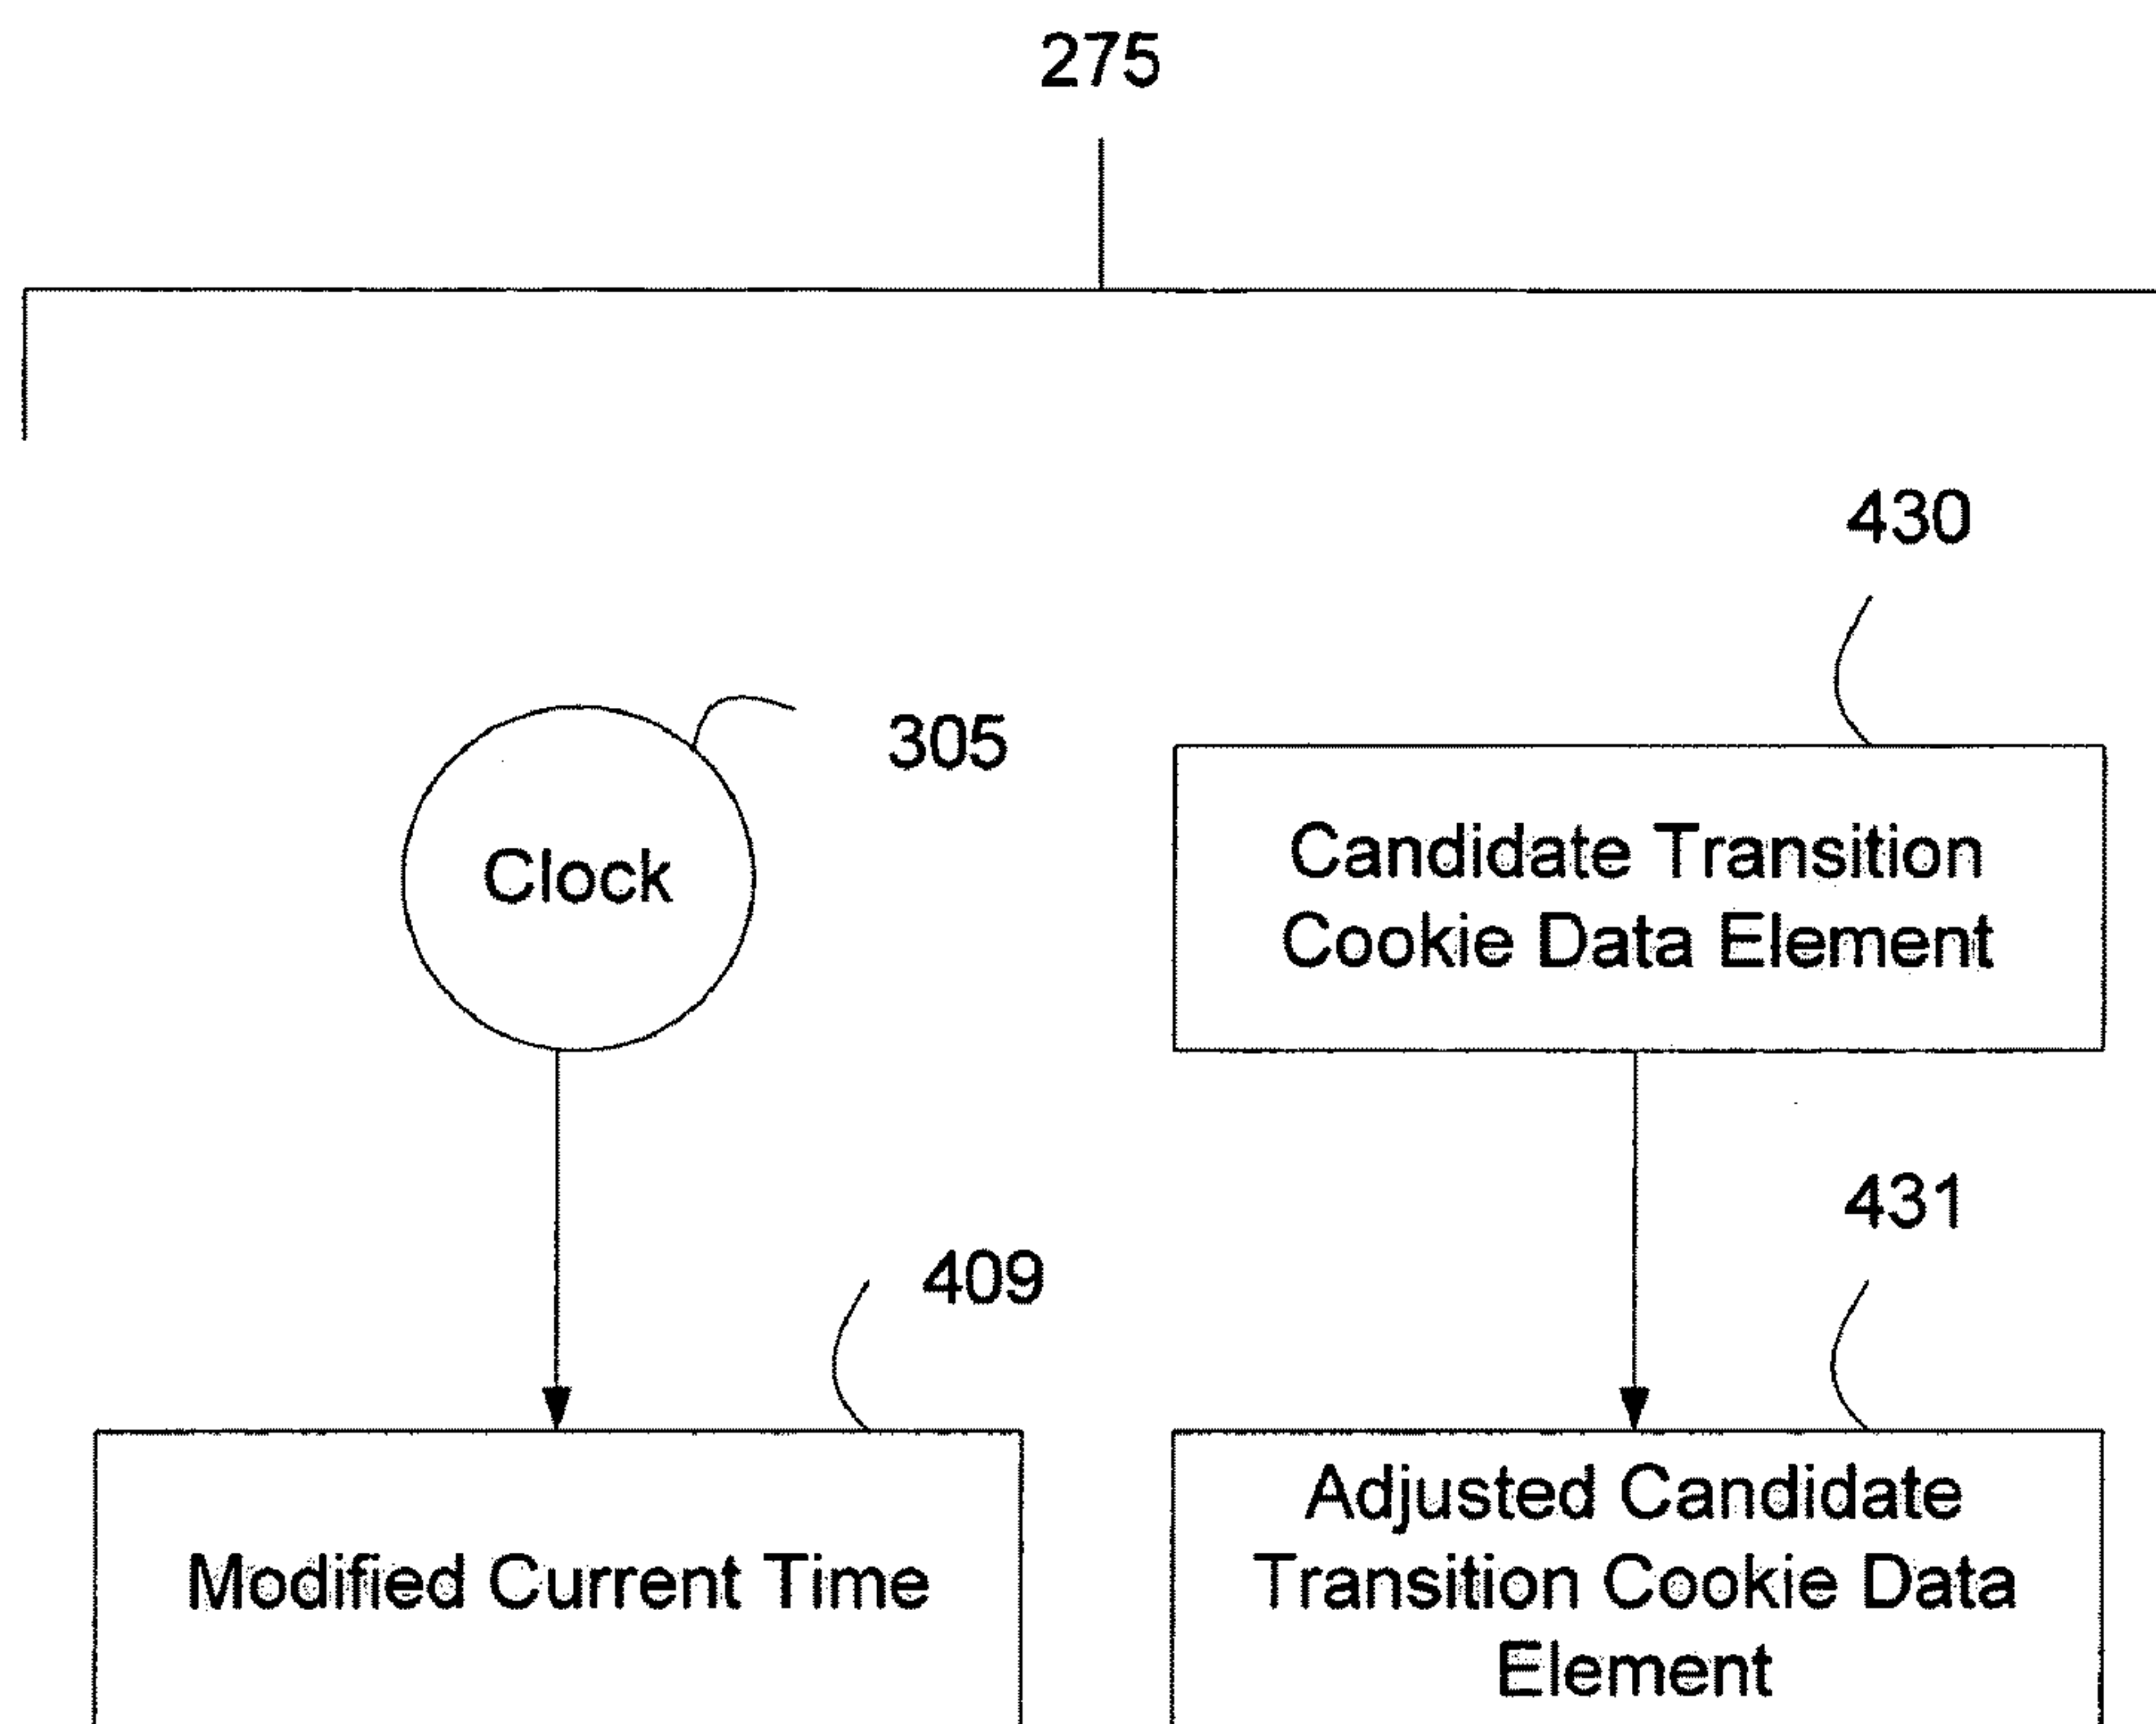 275
430
305
Clock
Candidate Transition
Cookie Data Element
431
409
Modified Current Time
Adjusted Candidate
Transition Cookie Data
Element